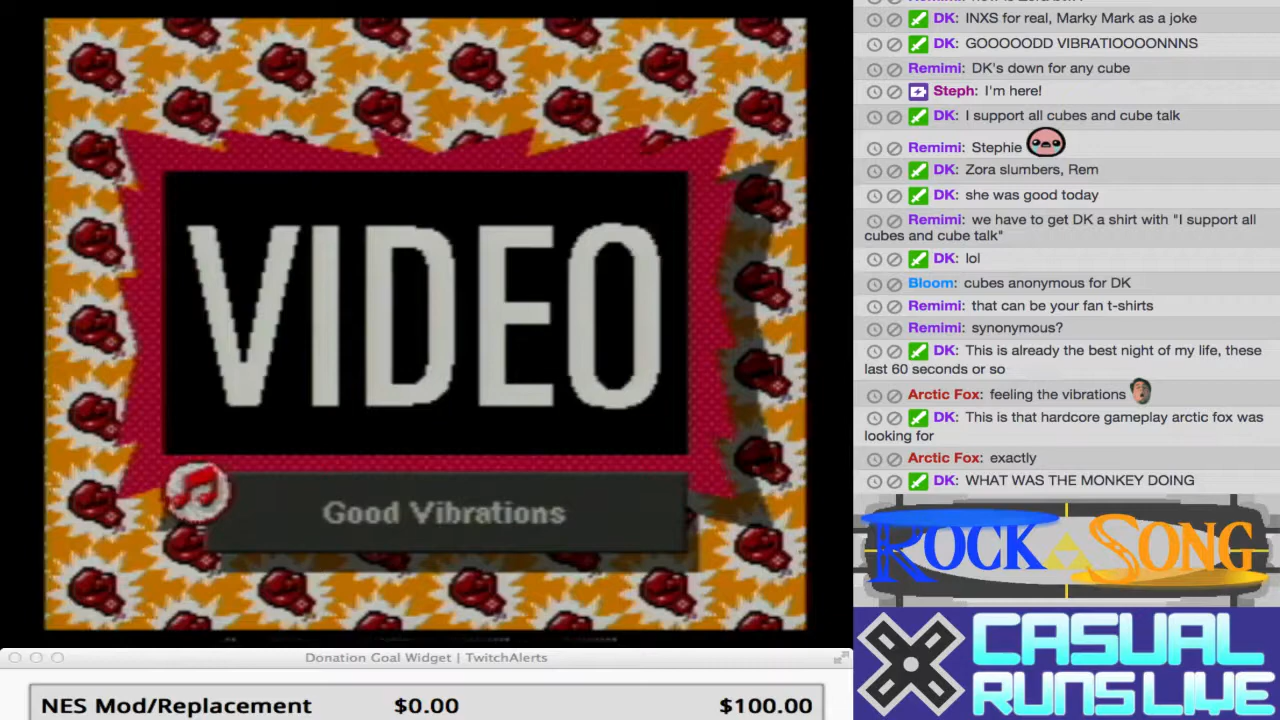 VIDEO
Good Vibrations
Donation Goal Widget | TwitchAlerts
NES Mod/Replacement $0.00 $100.00
DK: INXS for real, Marky Mark as a joke
DK: GOOOOODD VIBRATIOOOONNNS
Remimi: DK's down for any cube
Steph: I'm here!
DK: I support all cubes and cube talk
Remimi: Stephie
DK: Zora slumbers, Rem
DK: she was good today
Remimi: we have to get DK a shirt with "I support all
cubes and cube talk"
DK: lol
Bloom: cubes anonymous for DK
Remimi: that can be your fan t-shirts
Remimi: synonymous?
DK: This is already the best night of my life, these
last 60 seconds or so
Arctic Fox: feeling the vibrations
DK: This is that hardcore gameplay arctic fox was
looking for
Arctic Fox: exactly
DK: WHAT WAS THE MONKEY DOING
ROCK SONG
CASUAL
RUNS LIVE